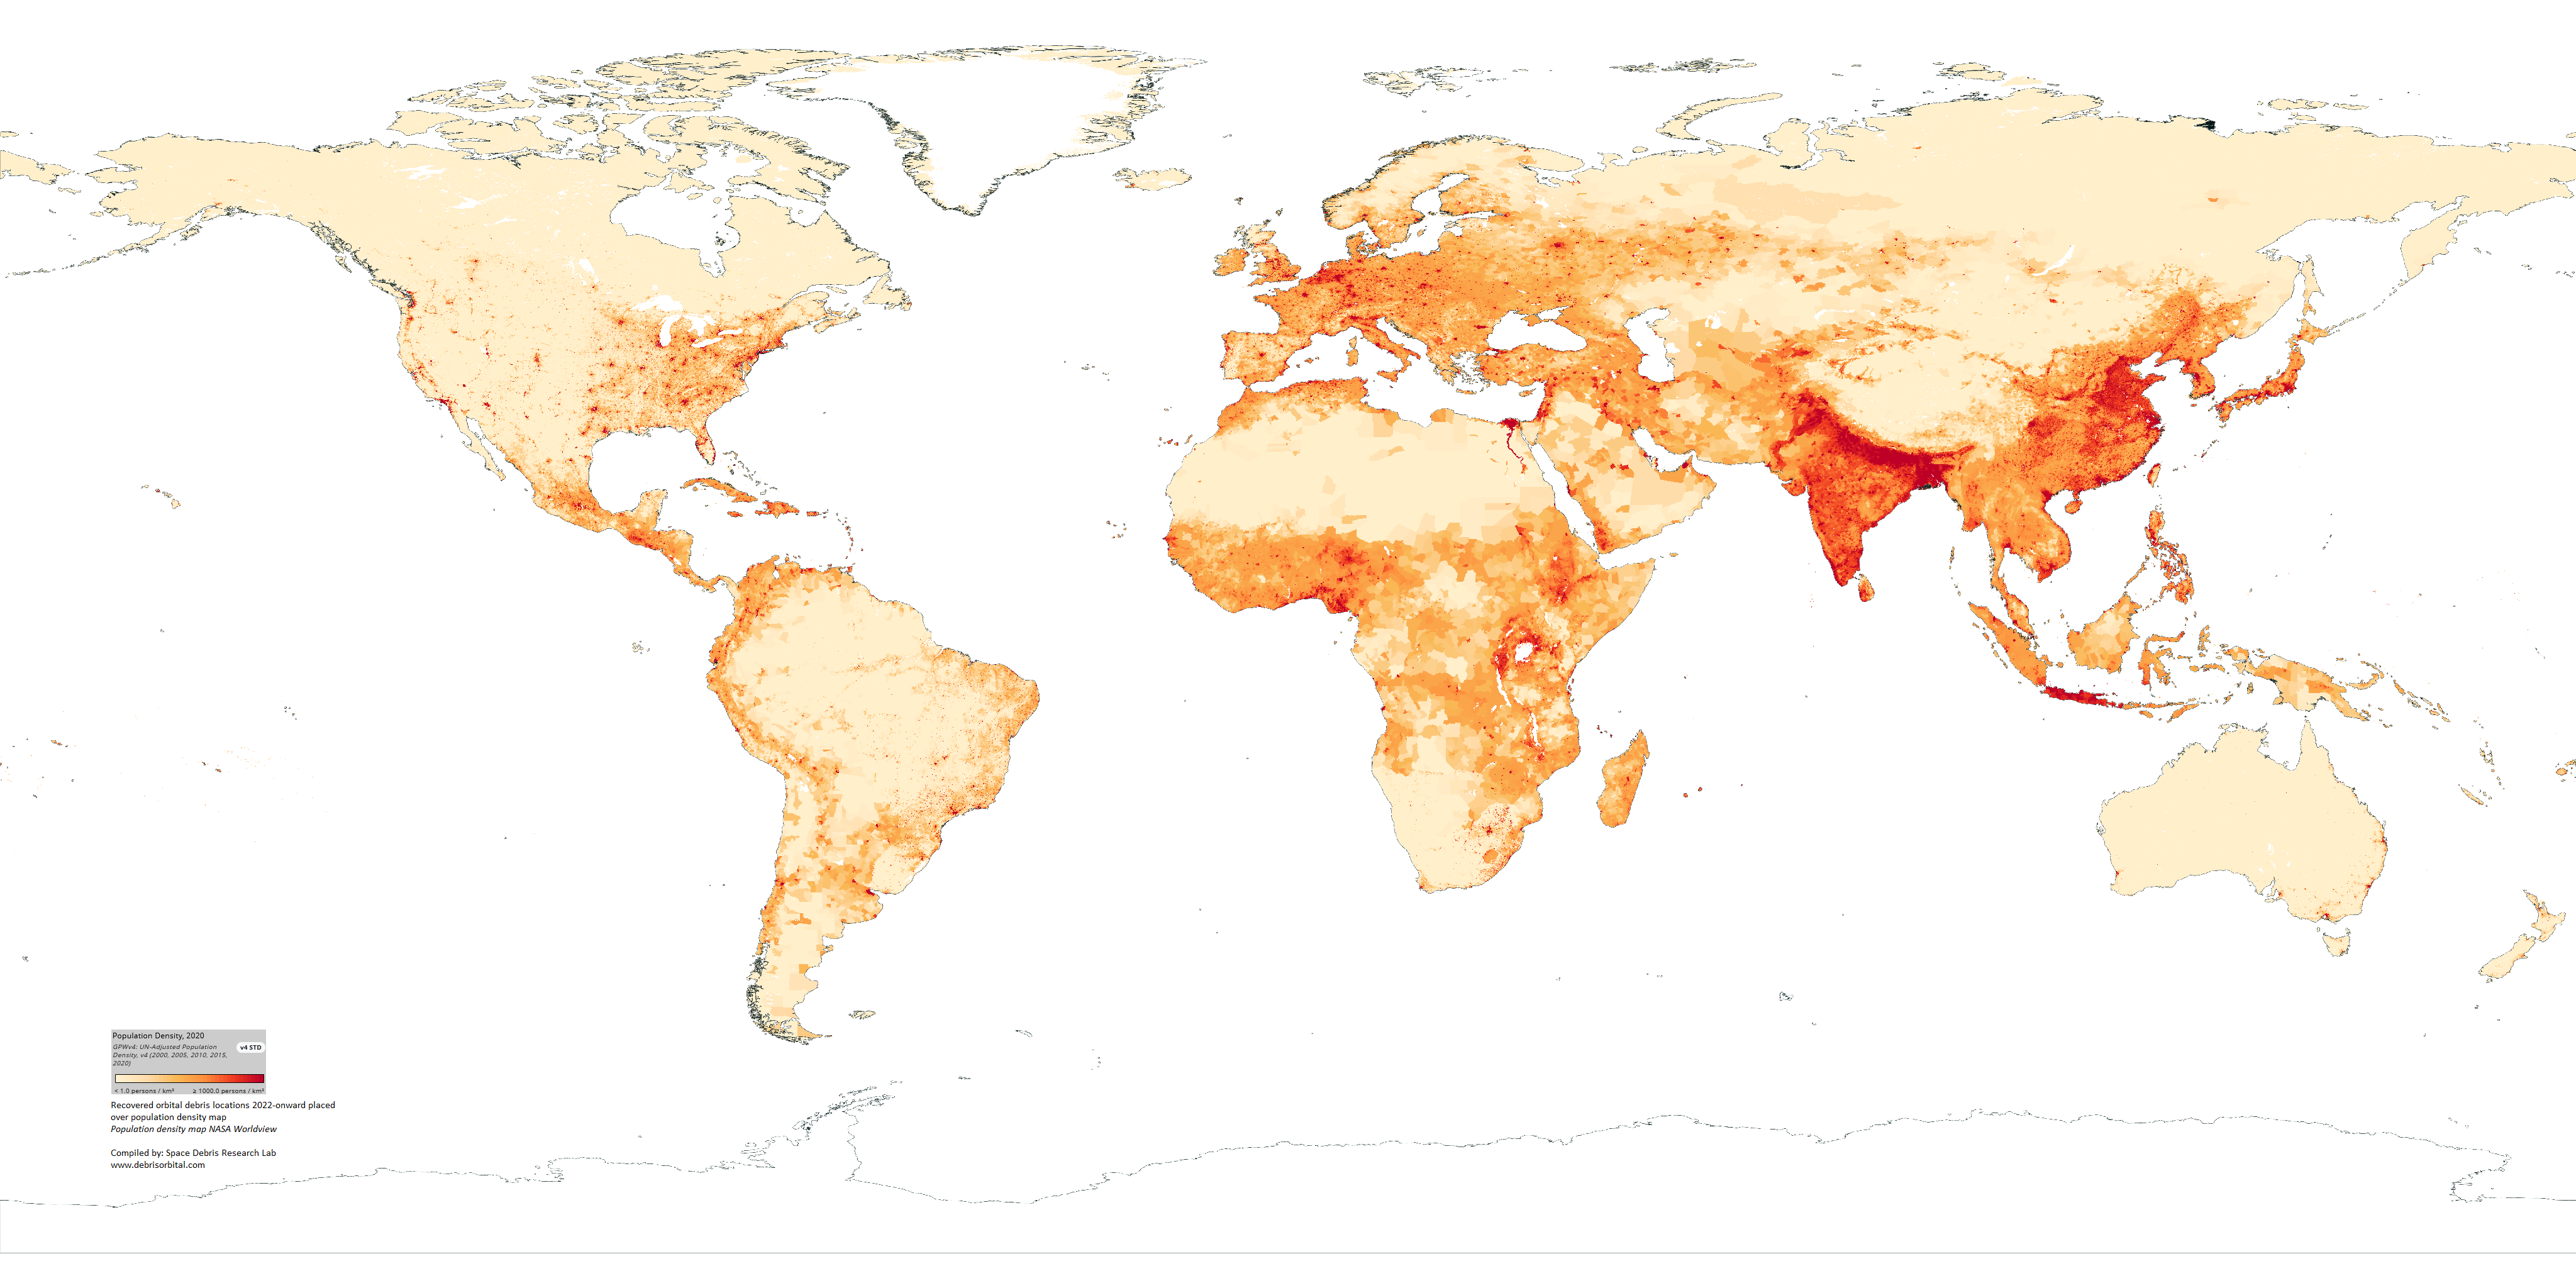 Population Density, 2020
GPWv4: UN-Adjusted Population
Density, v4 (2000, 2005, 2010, 2015,
2020)
v4 STD
< 1.0 persons / km² ≥ 1000.0 persons / km²
Recovered orbital debris locations 2022-onward placed
over population density map
Population density map NASA Worldview
Compiled by: Space Debris Research Lab
www.debrisorbital.com